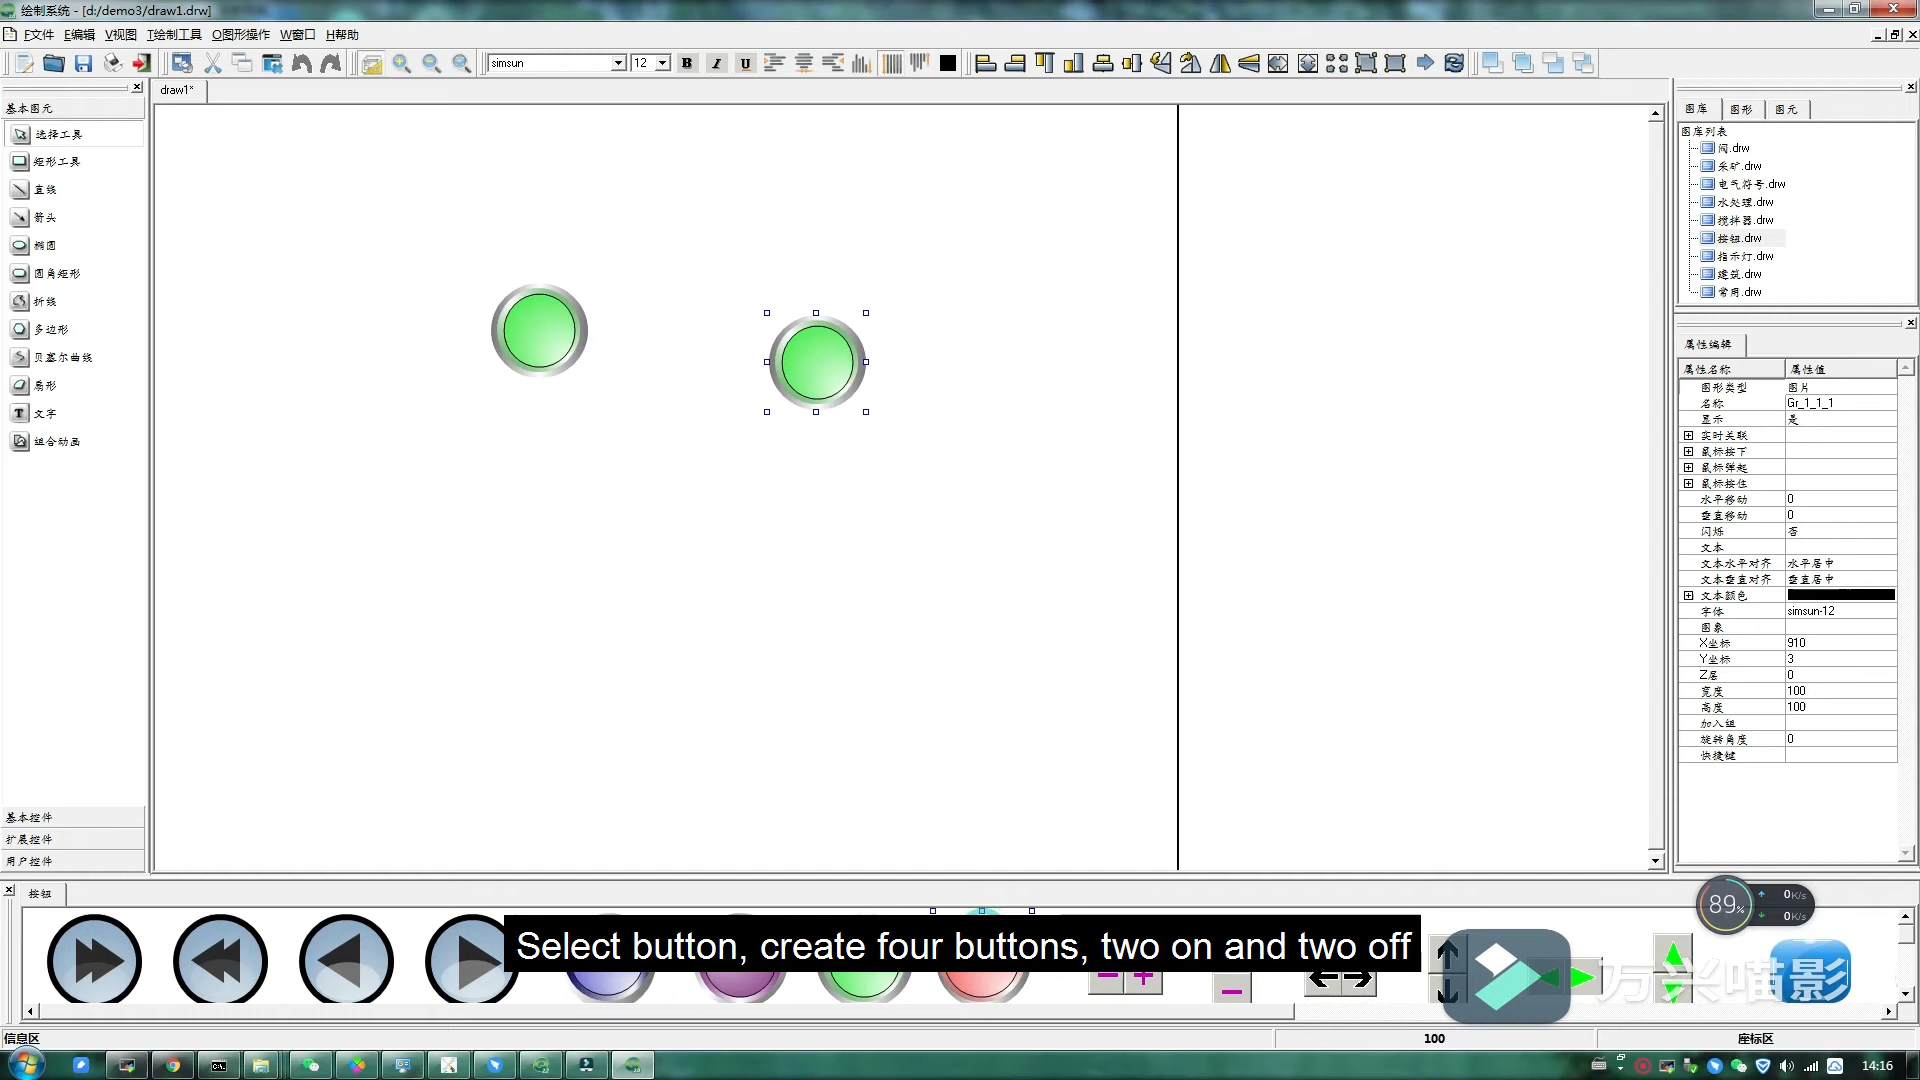 绘制系统 - [d:/demo3/draw1.drw]
F文件 E编辑 V视图 T绘制工具 O图形操作 W窗口 H帮助
simsun 12 B I U
draw1*
基本图元
选择工具
矩形工具
直线
箭头
椭圆
圆角矩形
折线
多边形
贝塞尔曲线
扇形
文字
组合动画
基本控件
扩展控件
用户控件
图库 图形 图元
图库列表
阀.drw
采矿.drw
电气符号.drw
水处理.drw
搅拌器.drw
按钮.drw
指示灯.drw
建筑.drw
常用.drw
属性编辑
属性名称 属性值
图形类型 图片
名称 Gr_1_1_1
显示 是
实时关联
鼠标按下
鼠标弹起
鼠标按住
水平移动 0
垂直移动 0
闪烁 否
文本
文本水平对齐 水平居中
文本垂直对齐 垂直居中
文本颜色
字体 simsun-12
图象
X坐标 910
Y坐标 3
Z层 0
宽度 100
高度 100
加入组
旋转角度 0
快捷键
按钮
89%
0K/s
0K/s
Select button, create four buttons, two on and two off
万兴喵影
信息区 100 座标区
14:16